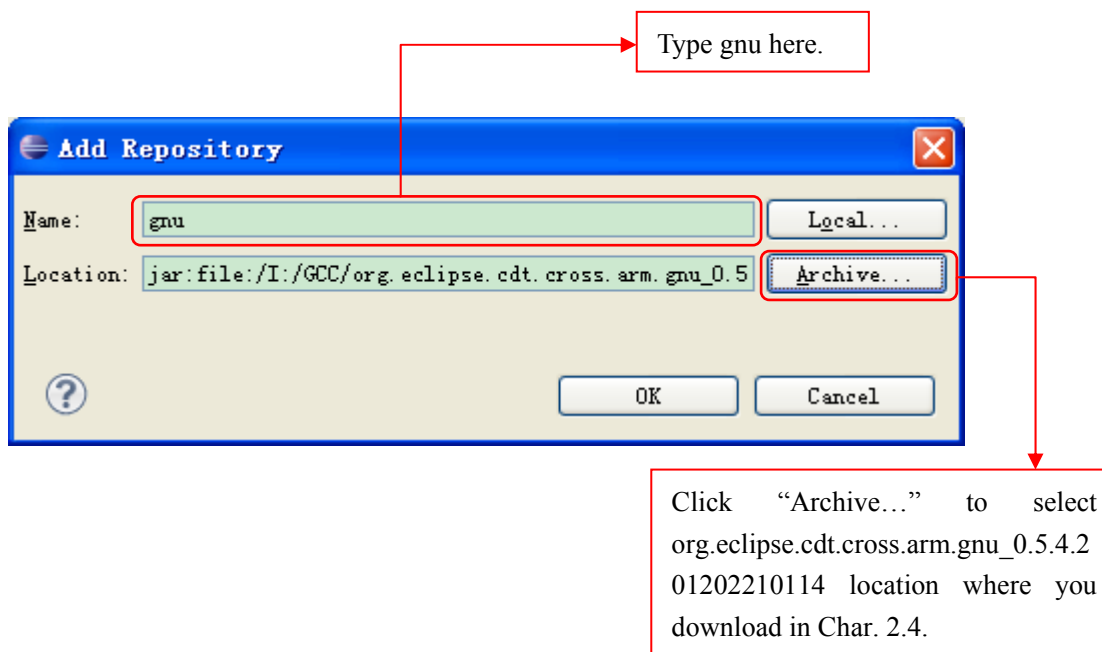 Type gnu here.
Add Repository
Name:
gnu
Local...
Location:
jar:file:/I:/GCC/org.eclipse.cdt.cross.arm.gnu_0.5
Archive...
?
OK
Cancel
Click “Archive…” to select
org.eclipse.cdt.cross.arm.gnu_0.5.4.2
01202210114 location where you
download in Char. 2.4.